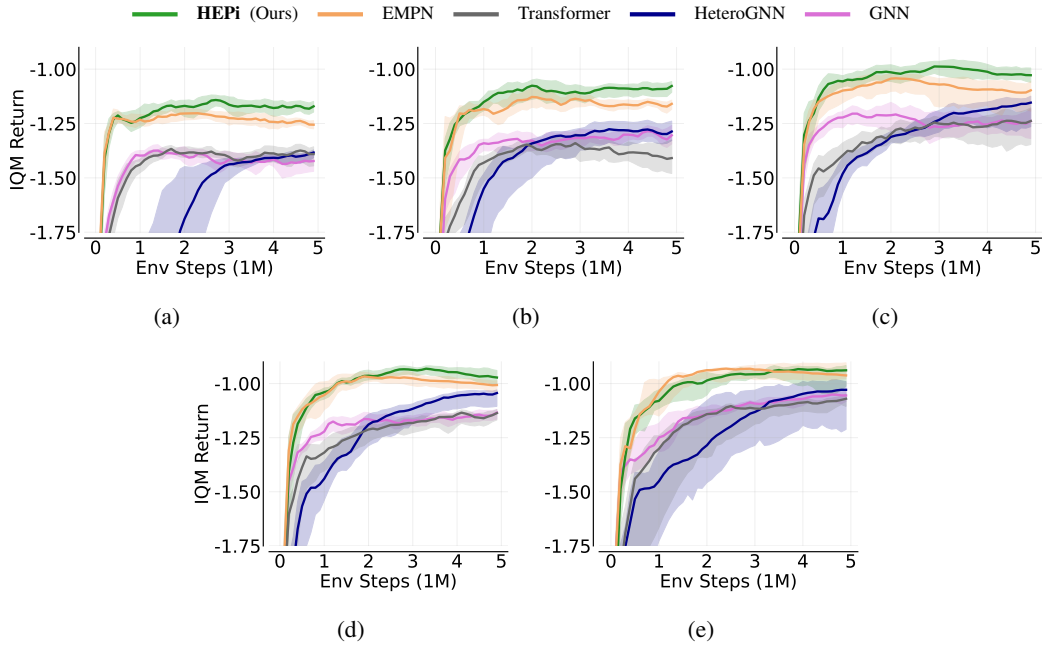 HEPi (Ours) EMPN Transformer HeteroGNN GNN
IQM Return
-1.00
-1.25
-1.50
-1.75
0 1 2 3 4 5
Env Steps (1M)
(a)
-1.00
-1.25
-1.50
-1.75
0 1 2 3 4 5
Env Steps (1M)
(b)
-1.00
-1.25
-1.50
-1.75
0 1 2 3 4 5
Env Steps (1M)
(c)
IQM Return
-1.00
-1.25
-1.50
-1.75
0 1 2 3 4 5
Env Steps (1M)
(d)
-1.00
-1.25
-1.50
-1.75
0 1 2 3 4 5
Env Steps (1M)
(e)